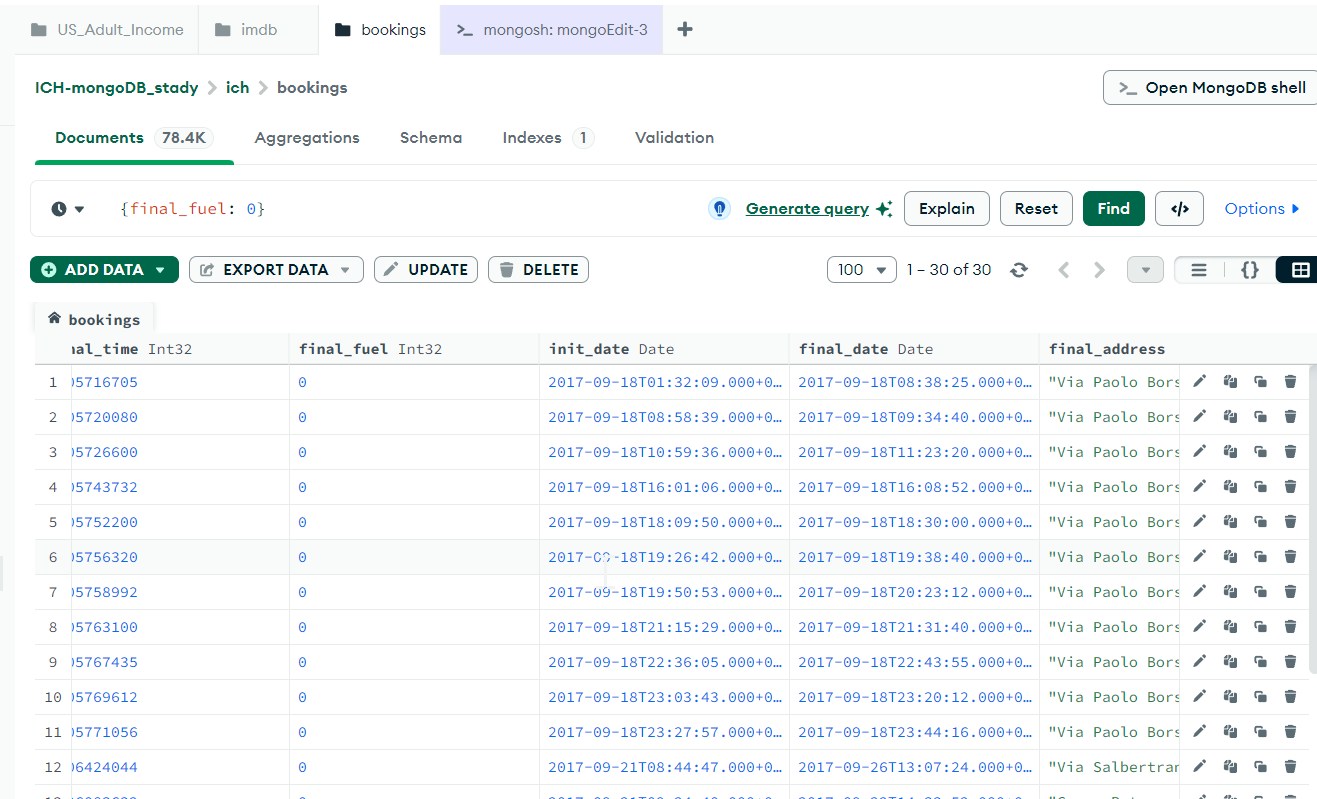 US_Adult_Income imdb bookings >_ mongosh: mongoEdit-3 +
ICH-mongoDB_stady > ich > bookings >_ Open MongoDB shell
Documents 78.4K Aggregations Schema Indexes 1 Validation
{final_fuel: 0} Generate query Explain Reset Find </> Options
ADD DATA EXPORT DATA UPDATE DELETE 100 1 – 30 of 30 {}
bookings
nal_time Int32 final_fuel Int32 init_date Date final_date Date final_address
1 05716705 0 2017-09-18T01:32:09.000+0… 2017-09-18T08:38:25.000+0… "Via Paolo Bors
2 05720080 0 2017-09-18T08:58:39.000+0… 2017-09-18T09:34:40.000+0… "Via Paolo Bors
3 05726600 0 2017-09-18T10:59:36.000+0… 2017-09-18T11:23:20.000+0… "Via Paolo Bors
4 05743732 0 2017-09-18T16:01:06.000+0… 2017-09-18T16:08:52.000+0… "Via Paolo Bors
5 05752200 0 2017-09-18T18:09:50.000+0… 2017-09-18T18:30:00.000+0… "Via Paolo Bors
6 05756320 0 2017-09-18T19:26:42.000+0… 2017-09-18T19:38:40.000+0… "Via Paolo Bors
7 05758992 0 2017-09-18T19:50:53.000+0… 2017-09-18T20:23:12.000+0… "Via Paolo Bors
8 05763100 0 2017-09-18T21:15:29.000+0… 2017-09-18T21:31:40.000+0… "Via Paolo Bors
9 05767435 0 2017-09-18T22:36:05.000+0… 2017-09-18T22:43:55.000+0… "Via Paolo Bors
10 05769612 0 2017-09-18T23:03:43.000+0… 2017-09-18T23:20:12.000+0… "Via Paolo Bors
11 05771056 0 2017-09-18T23:27:57.000+0… 2017-09-18T23:44:16.000+0… "Via Paolo Bors
12 06424044 0 2017-09-21T08:44:47.000+0… 2017-09-26T13:07:24.000+0… "Via Salbertran